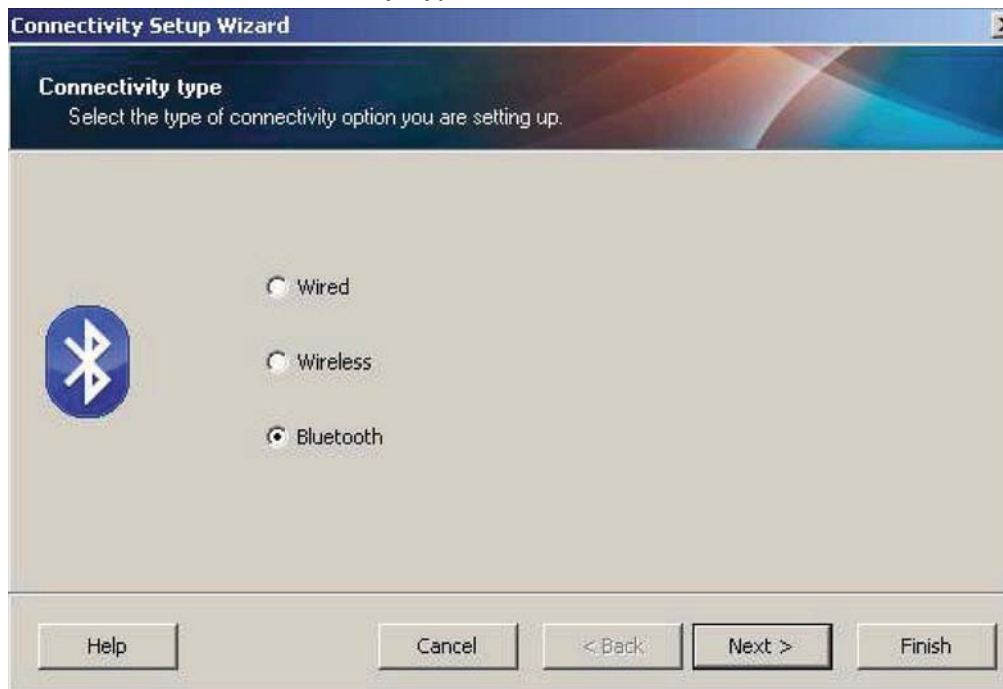 Connectivity Setup Wizard
Connectivity type
Select the type of connectivity option you are setting up.
Wired
Wireless
Bluetooth
Help
Cancel
< Back
Next >
Finish